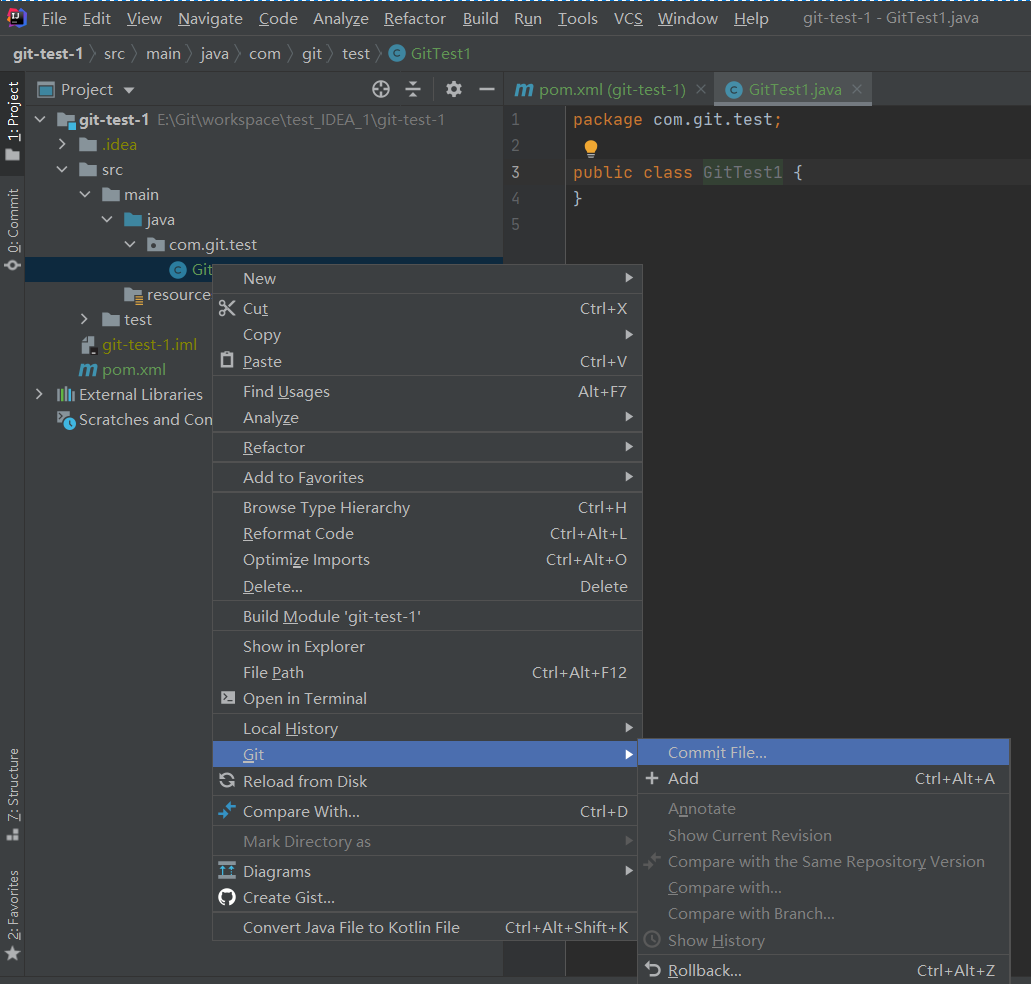 File Edit View Navigate Code Analyze Refactor Build Run Tools VCS Window Help git-test-1 - GitTest1.java
git-test-1 src main java com git test GitTest1
1: Project
0: Commit
7: Structure
2: Favorites
Project
git-test-1 E:\Git\workspace\test_IDEA_1\git-test-1
.idea
src
main
java
com.git.test
Git
resource
test
git-test-1.iml
pom.xml
External Libraries
Scratches and Con
pom.xml (git-test-1) GitTest1.java
1 package com.git.test;
2
3 public class GitTest1 {
4 }
5
New
Cut Ctrl+X
Copy
Paste Ctrl+V
Find Usages Alt+F7
Analyze
Refactor
Add to Favorites
Browse Type Hierarchy Ctrl+H
Reformat Code Ctrl+Alt+L
Optimize Imports Ctrl+Alt+O
Delete... Delete
Build Module 'git-test-1'
Show in Explorer
File Path Ctrl+Alt+F12
Open in Terminal
Local History
Git
Reload from Disk
Compare With... Ctrl+D
Mark Directory as
Diagrams
Create Gist...
Convert Java File to Kotlin File Ctrl+Alt+Shift+K
Commit File...
Add Ctrl+Alt+A
Annotate
Show Current Revision
Compare with the Same Repository Version
Compare with...
Compare with Branch...
Show History
Rollback... Ctrl+Alt+Z